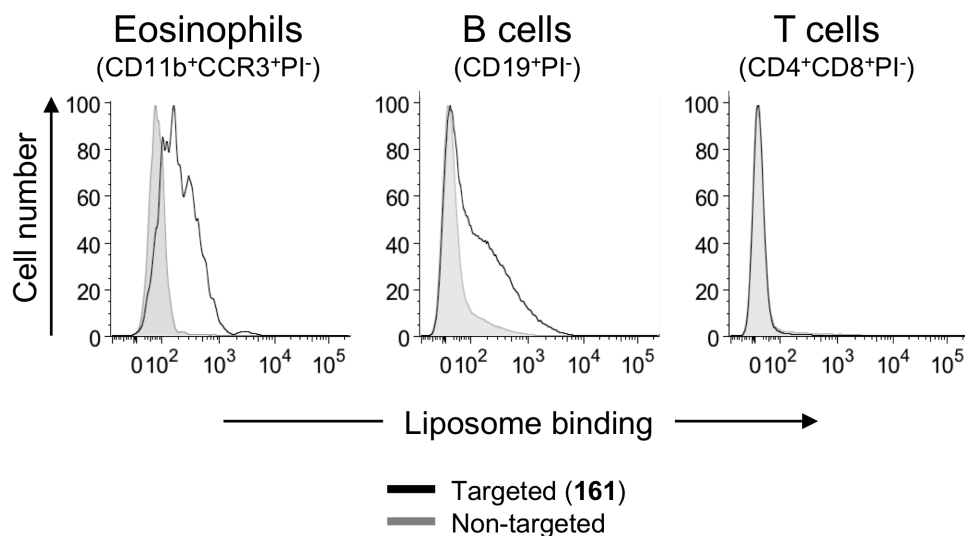 Eosinophils
(CD11b⁺CCR3⁺PI⁻)
B cells
(CD19⁺PI⁻)
T cells
(CD4⁺CD8⁺PI⁻)
Cell number
100
80
60
40
20
0
0 10² 10³ 10⁴ 10⁵
100
80
60
40
20
0
0 10² 10³ 10⁴ 10⁵
100
80
60
40
20
0
0 10² 10³ 10⁴ 10⁵
Liposome binding
Targeted (161)
Non-targeted